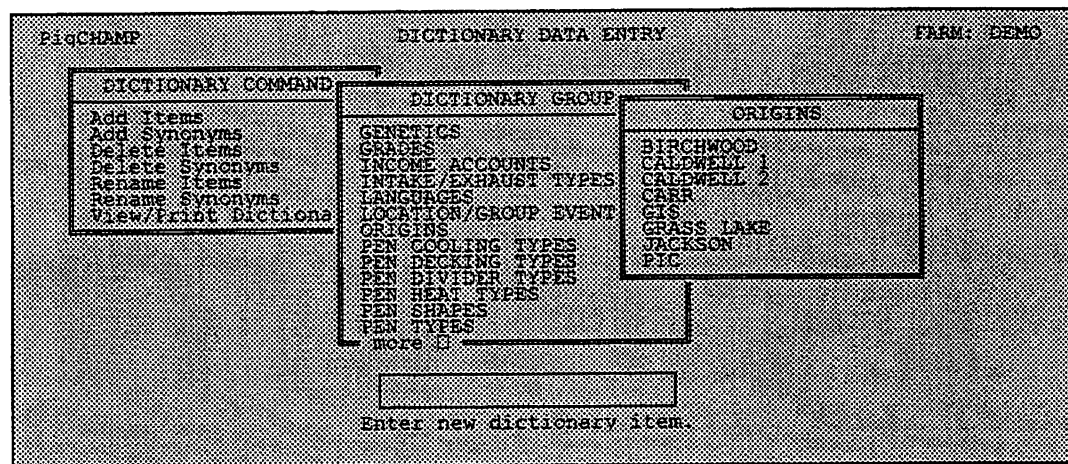 PigCHAMP DICTIONARY DATA ENTRY FARM: DEMO
DICTIONARY COMMAND
Add Items
Add Synonyms
Delete Items
Delete Synonyms
Rename Items
Rename Synonyms
View/Print Dictiona
DICTIONARY GROUP
GENETICS
GRADES
INCOME ACCOUNTS
INTAKE/EXHAUST TYPES
LANGUAGES
LOCATION/GROUP EVENT
ORIGINS
PEN COOLING TYPES
PEN DECKING TYPES
PEN DIVIDER TYPES
PEN HEAT TYPES
PEN SHAPES
PEN TYPES
more
ORIGINS
BIRCHWOOD
CALDWELL 1
CALDWELL 2
CARR
GIS
GRASS LAKE
JACKSON
PIC
Enter new dictionary item.